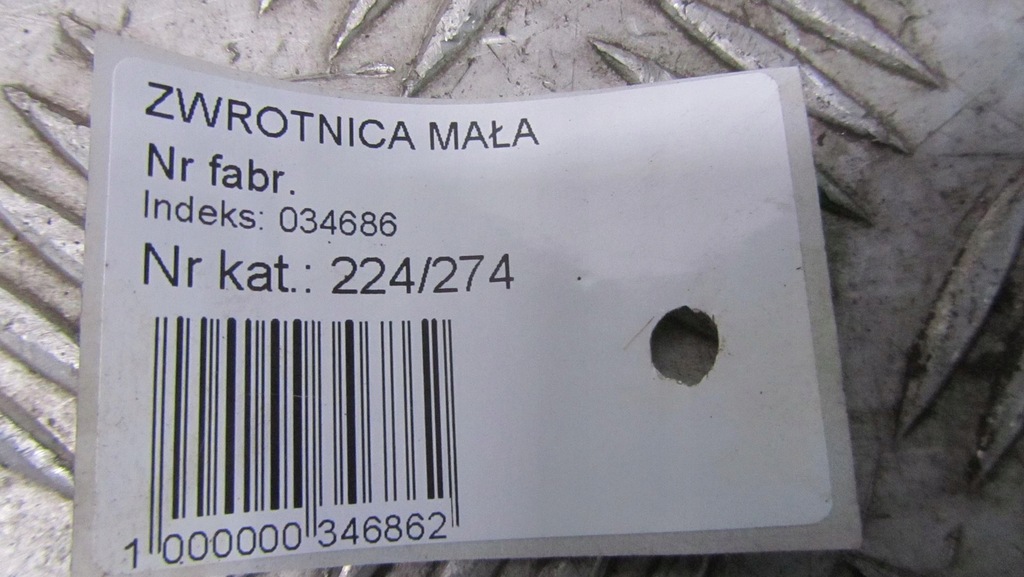 ZWROTNICA MAŁA
Nr fabr.
Indeks: 034686
Nr kat.: 224/274
1 000000 346862